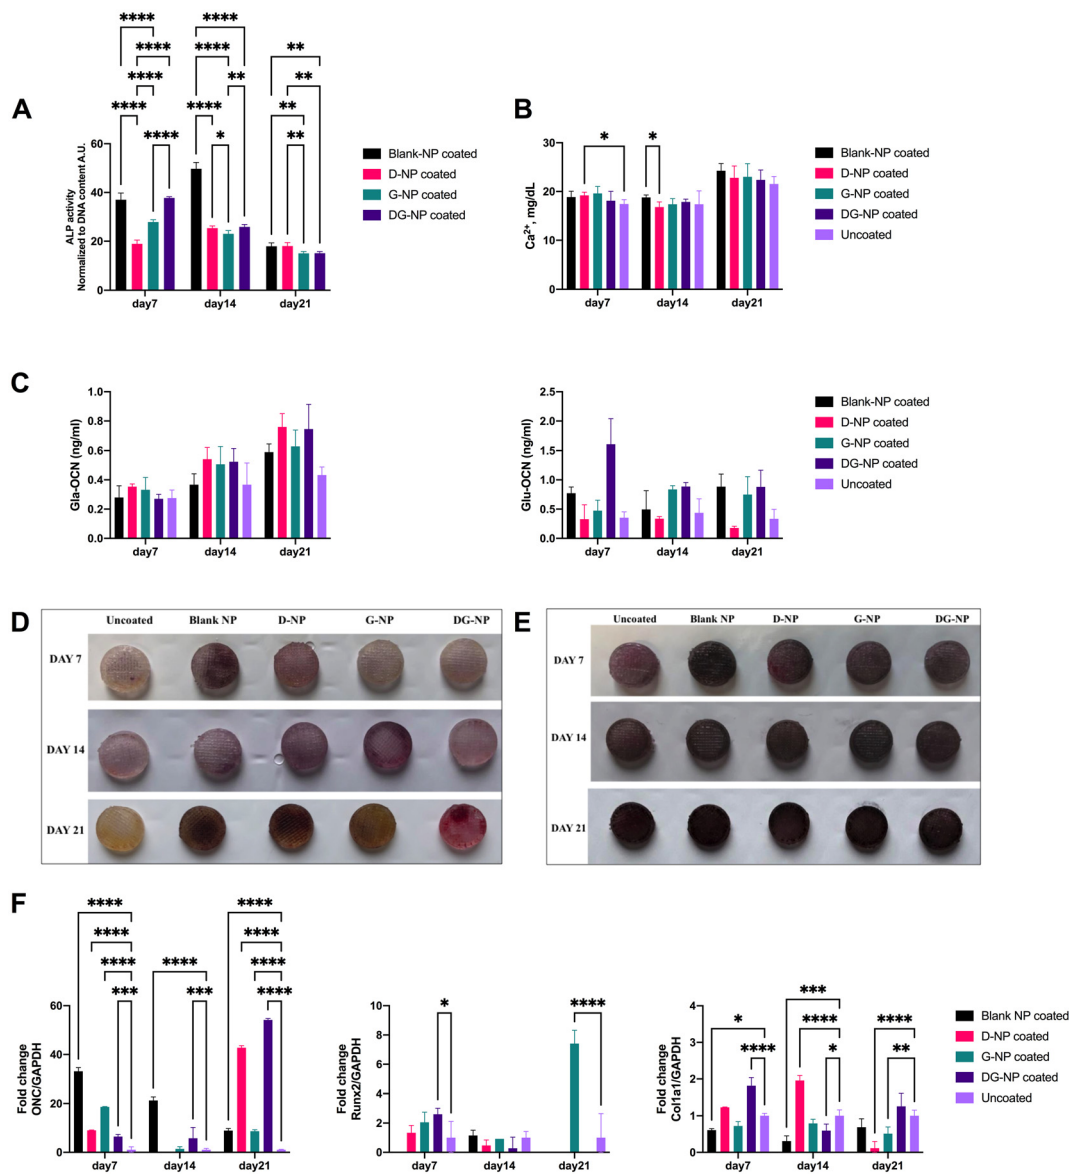 A
**** ****
**** ****
**** ** **
**** **** **
**** * **
ALP activity
Normalized to DNA content A.U.
60
40
20
0
day7 day14 day21
Blank-NP coated
D-NP coated
G-NP coated
DG-NP coated
**
B
* *
Ca²⁺, mg/dL
30
20
10
0
day7 day14 day21
Blank-NP coated
D-NP coated
G-NP coated
DG-NP coated
Uncoated
C
Gla-OCN (ng/ml)
1.0
0.8
0.6
0.4
0.2
0.0
day7 day14 day21
Glu-OCN (ng/ml)
2.5
2.0
1.5
1.0
0.5
0.0
day7 day14 day21
Blank-NP coated
D-NP coated
G-NP coated
DG-NP coated
Uncoated
D
Uncoated Blank NP D-NP G-NP DG-NP
DAY 7
DAY 14
DAY 21
E
Uncoated Blank NP D-NP G-NP DG-NP
DAY 7
DAY 14
DAY 21
F
**** ****
**** ****
**** **** ****
*** *** ****
Fold change
ONC/GAPDH
60
40
20
0
day7 day14 day21
* ****
Fold change
Runx2/GAPDH
10
8
6
4
2
0
day7 day14 day21
***
* **** ****
**** * **
Fold change
Col1a1/GAPDH
4
3
2
1
0
day7 day14 day21
Blank NP coated
D-NP coated
G-NP coated
DG-NP coated
Uncoated